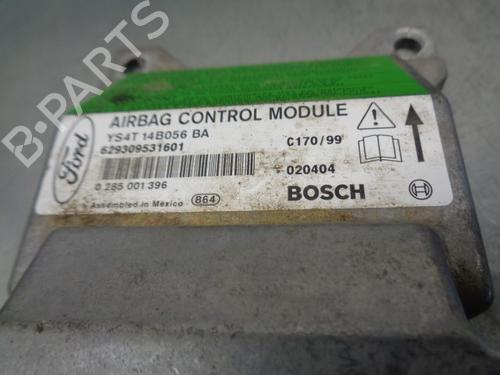 B-PARTS
Ford
AIRBAG CONTROL MODULE
YS4T 14B056 BA
629309531601
C170/99
0 285 001 396
-020404
Assembled in Mexico
864
BOSCH